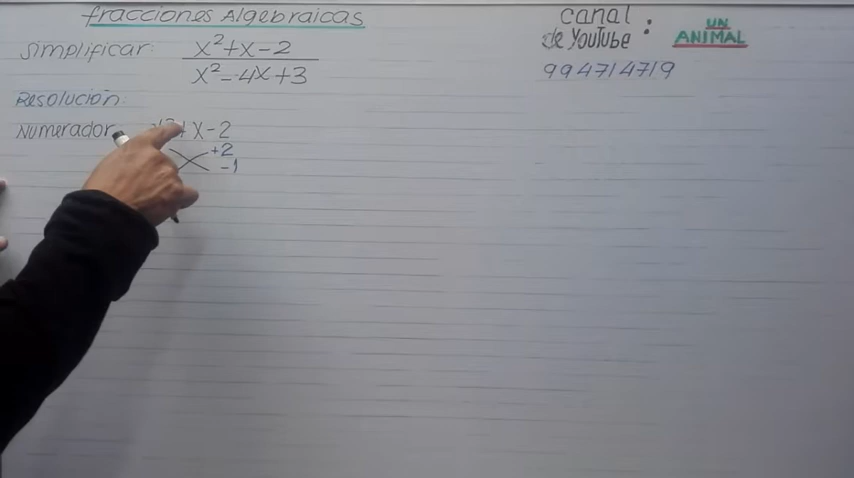 fracciones Algebraicas
Simplificar: x²+x-2
x²-4x+3
Resolución:
Numerador x-2
+2
-1
canal
de YouTube :
UN
ANIMAL
994714719